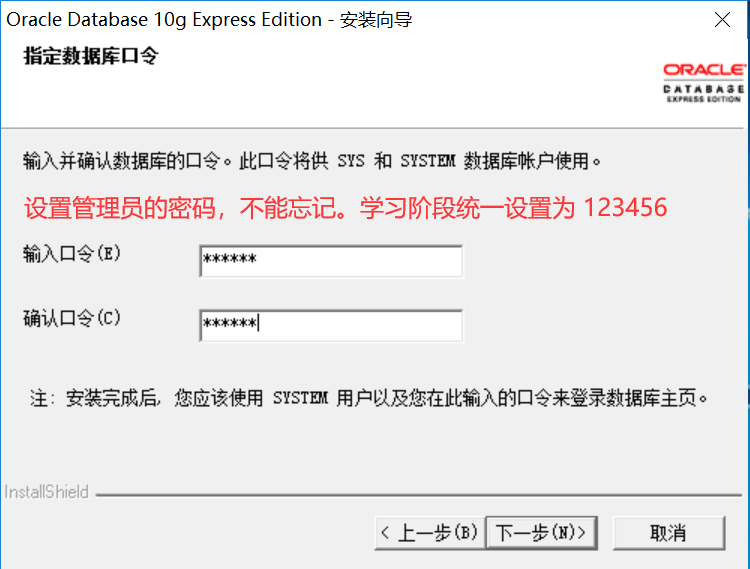 Oracle Database 10g Express Edition - 安装向导
指定数据库口令
ORACLE
DATABASE
EXPRESS EDITION
输入并确认数据库的口令。此口令将供 SYS 和 SYSTEM 数据库帐户使用。
设置管理员的密码，不能忘记。学习阶段统一设置为 123456
输入口令(E)
******
确认口令(C)
******
注: 安装完成后, 您应该使用 SYSTEM 用户以及您在此输入的口令来登录数据库主页。
InstallShield
< 上一步(B) 下一步(N)> 取消